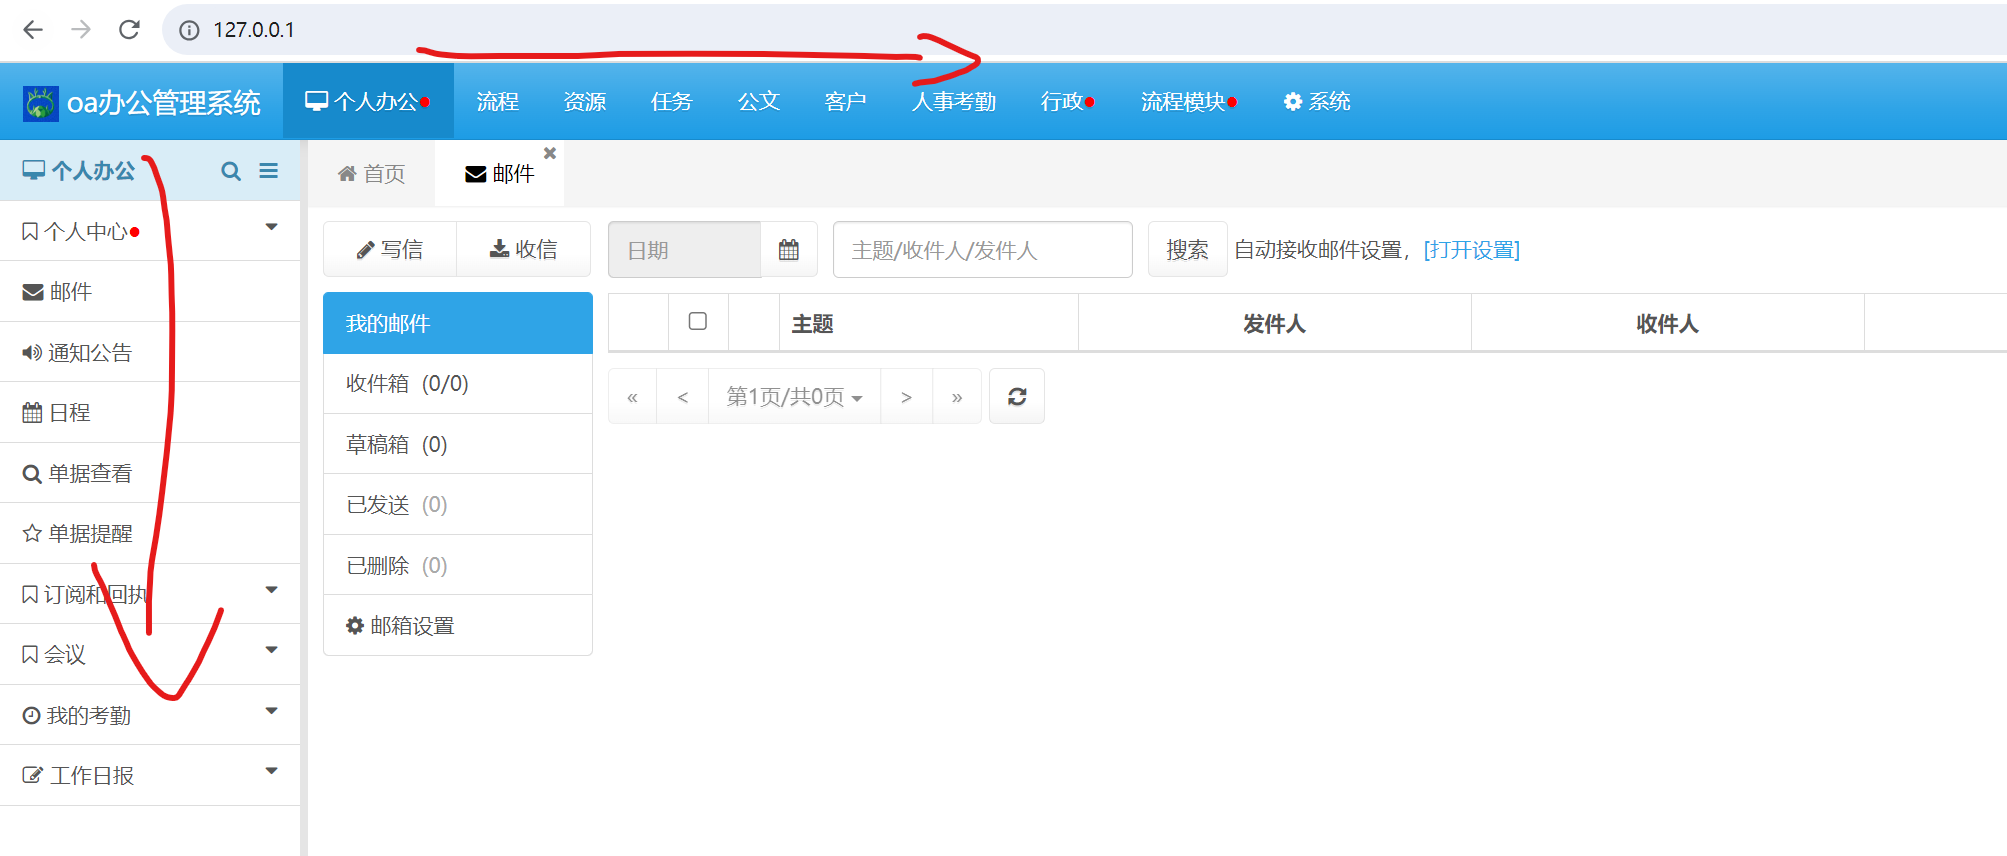 127.0.0.1
oa办公管理系统 个人办公 流程 资源 任务 公文 客户 人事考勤 行政 流程模块 系统
个人办公
个人中心
邮件
通知公告
日程
单据查看
单据提醒
订阅和回执
会议
我的考勤
工作日报
首页 邮件
写信 收信 日期 主题/收件人/发件人 搜索 自动接收邮件设置，[打开设置]
我的邮件
收件箱 (0/0)
草稿箱 (0)
已发送 (0)
已删除 (0)
邮箱设置
主题 发件人 收件人
« < 第1页/共0页 > »